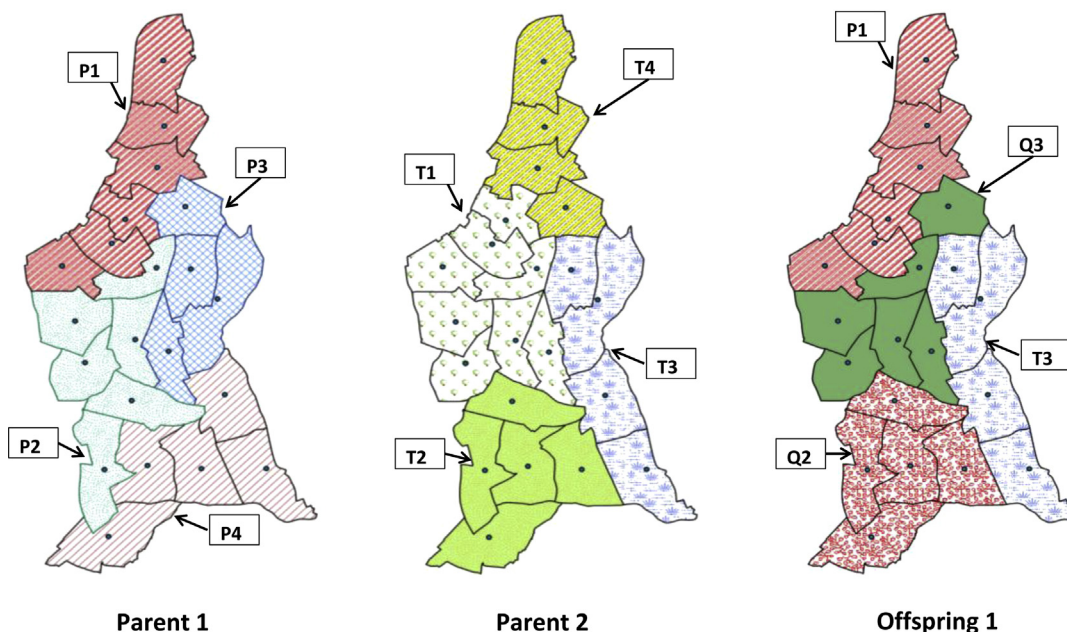 P1
P3
P2
P4
Parent 1
T4
T1
T3
T2
Parent 2
P1
Q3
T3
Q2
Offspring 1